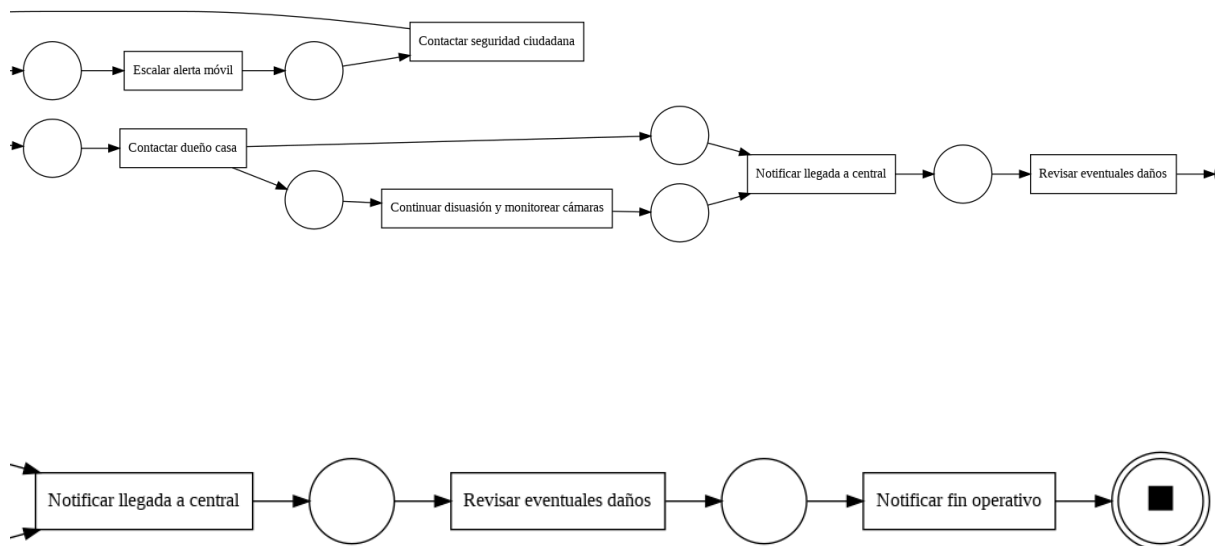 Contactar seguridad ciudadana
Escalar alerta móvil
Contactar dueño casa
Notificar llegada a central
Revisar eventuales daños
Continuar disuasión y monitorear cámaras
Notificar llegada a central
Revisar eventuales daños
Notificar fin operativo